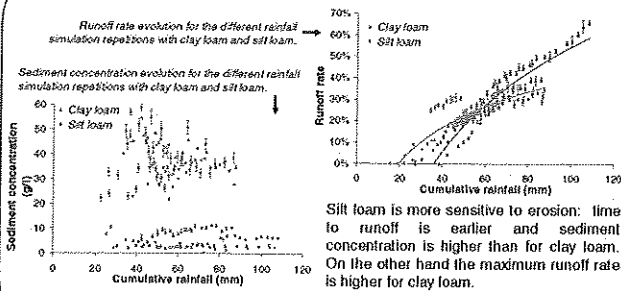 Runoff rate evolution for the different rainfall
simulation repetitions with clay loam and silt loam.
Sediment concentration evolution for the different rainfall
simulation repetitions with clay loam and silt loam.
Clay loam
Silt loam
Sediment concentration
(g/l)
60
50
40
30
20
10
0
0
20
40
60
80
100
120
Cumulative rainfall (mm)
Clay loam
Silt loam
Runoff rate
70%
60%
50%
40%
30%
20%
10%
0%
0
20
40
60
80
100
120
Cumulative rainfall (mm)
Silt loam is more sensitive to erosion: time
to runoff is earlier and sediment
concentration is higher than for clay loam.
On the other hand the maximum runoff rate
is higher for clay loam.